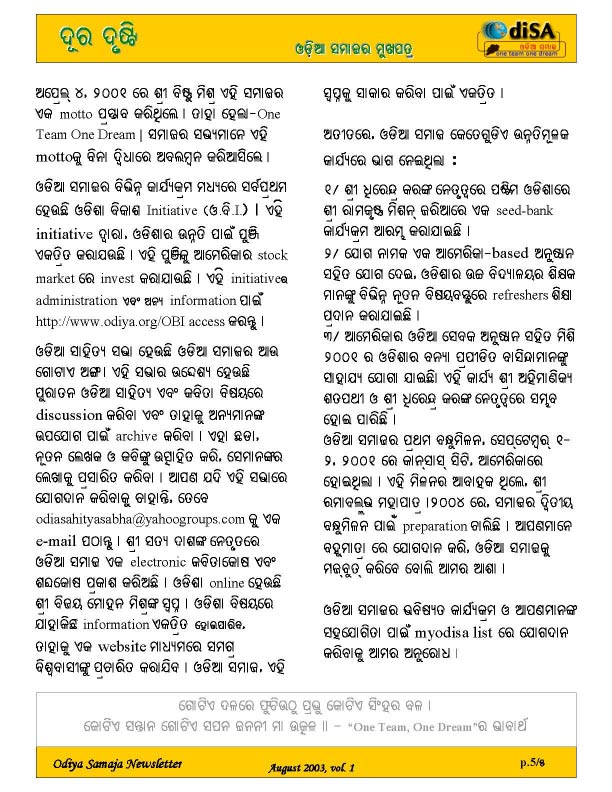 ଦୂର ଦୃଷ୍ଟି
ଓଡ଼ିଆ ସମାଜର ମୁଖପତ୍ର
diSA
ଓଡିଆ ସମାଜ
one team one dream
ଅପ୍ରେଲ୍ ୪, ୨୦୦୧ ରେ ଶ୍ରୀ ବିଷ୍ଣୁ ମିଶ୍ର ଏହି ସମାଜର
ଏକ motto ପ୍ରସ୍ତାବ କରିଥିଲେ । ତାହା ହେଲା-One
Team One Dream | ସମାଜର ସଭ୍ୟମାନେ ଏହି
mottoକୁ ବିନା ଦ୍ବିଧାରେ ଅବଲମ୍ବନ କରିଆସିଲେ ।
ଓଡିଆ ସମାଜର ବିଭିନ୍ନ କାର୍ଯ୍ୟକ୍ରମ ମଧ୍ୟରେ ସର୍ବପ୍ରଥମ
ହେଉଛି ଓଡିଶା ବିକାଶ Initiative (ଓ.ବି.I.) | ଏହି
initiative ଦ୍ବାରା, ଓଡିଶାର ଉନ୍ନତି ପାଇଁ ପୁଞ୍ଜି
ଏକତ୍ରିତ କରାଯାଉଛି । ଏହି ପୁଞ୍ଜିକୁ ଆମେରିକାର stock
market ରେ invest କରାଯାଉଛି । ଏହି initiativeର
administration ଏବଂ ଅନ୍ୟ information ପାଇଁ
http://www.odiya.org/OBI access କରନ୍ତୁ ।
ଓଡିଆ ସାହିତ୍ୟ ସଭା ହେଉଛି ଓଡିଆ ସମାଜର ଆଉ
ଗୋଟାଏ ଅଙ୍ଗ । ଏହି ସଭାର ଉଦ୍ଦେଶ୍ୟ ହେଉଛି
ପୁରାତନ ଓଡିଆ ସାହିତ୍ୟ ଏବଂ କବିତା ବିଷୟରେ
discussion କରିବା ଏବଂ ତାହାକୁ ଅନ୍ୟମାନଙ୍କ
ଉପଯୋଗ ପାଇଁ archive କରିବା । ଏହା ଛଡା,
ନୂତନ ଲେଖକ ଓ କବିଙ୍କୁ ଉତ୍ସାହିତ କରି, ସେମାନଙ୍କର
ଲେଖାକୁ ପ୍ରସାରିତ କରିବା । ଆପଣ ଯଦି ଏହି ସଭାରେ
ଯୋଗଦାନ କରିବାକୁ ଚାହାନ୍ତି, ତେବେ
odiasahityasabha@yahoogroups.com କୁ ଏକ
e-mail ପଠାନ୍ତୁ । ଶ୍ରୀ ସତ୍ୟ ଦାଶଙ୍କ ନେତୃତରେ
ଓଡିଆ ସମାଜ ଏକ electronic କବିତାକୋଷ ଏବଂ
ଶବ୍ଦକୋଷ ପ୍ରକାଶ କରିଅଛି । ଓଡିଶା online ହେଉଛି
ଶ୍ରୀ ବିଜୟ ମୋହନ ମିଶ୍ରଙ୍କ ସ୍ବପ୍ନ । ଓଡିଶା ବିଷୟରେ
ଯାହାକିଛି information ଏକତ୍ରିତ ହୋଇପାରିବ,
ତାହାକୁ ଏକ website ମାଧ୍ୟମରେ ସମଗ୍ର
ବିଶ୍ବବାସୀଙ୍କୁ ପ୍ରଚାରିତ କରାଯିବ । ଓଡିଆ ସମାଜ, ଏହି
ସ୍ବପ୍ନକୁ ସାକାର କରିବା ପାଇଁ ଏକତ୍ରିତ ।
ଅତୀତରେ, ଓଡିଆ ସମାଜ କେତେଗୁଡିଏ ଉନ୍ନତିମୂଳକ
କାର୍ଯ୍ୟରେ ଭାଗ ନେଇଥିଲା :
୧/ ଶ୍ରୀ ଧିରେନ୍ଦ୍ର କରଙ୍କ ନେତୃତ୍ବରେ ପଶ୍ଚିମ ଓଡିଶାରେ
ଶ୍ରୀ ରାମକୃଷ୍ଣ ମିଶନ୍ ଜରିଆରେ ଏକ seed-bank
କାର୍ଯ୍ୟକ୍ରମ ଆରମ୍ଭ କରାଯାଇଛି ।
୨/ ଯୋଗ ନାମକ ଏକ ଆମେରିକା-based ଅନୁଷ୍ଠାନ
ସହିତ ଯୋଗ ଦେଇ, ଓଡିଶାର ଉଚ୍ଚ ବିଦ୍ୟାଳୟର ଶିକ୍ଷକ
ମାନଙ୍କୁ ବିଭିନ୍ନ ନୂତନ ବିଷୟବସ୍ତୁରେ refreshers ଶିକ୍ଷା
ପ୍ରଦାନ କରାଯାଇଛି ।
୩/ ଆମେରିକାର ଓଡିଆ ସେବକ ଅନୁଷ୍ଠାନ ସହିତ ମିଶି
୨୦୦୧ ର ଓଡିଶାର ବନ୍ୟା ପ୍ରପୀଡିତ ବାସିନ୍ଦାମାନଙ୍କୁ
ସାହାଯ୍ୟ ଯୋଗା ଯାଇଛି। ଏହି କାର୍ଯ୍ୟ ଶ୍ରୀ ଅହିମାଣିକ୍ୟ
ଶତପଥୀ ଓ ଶ୍ରୀ ଧିରେନ୍ଦ୍ର କରଙ୍କ ନେତୃତ୍ବରେ ସମ୍ଭବ
ହୋଇ ପାରିଛି ।
ଓଡିଆ ସମାଜର ପ୍ରଥମ ବନ୍ଧୁମିଳନ, ସେପ୍ଟେମ୍ବର୍ ୧-
୨, ୨୦୦୧ ରେ କାନ୍ସାସ୍ ସିଟି, ଆମେରିକାରେ
ହୋଇଥିଲା । ଏହି ମିଳନର ଆବାହକ ଥିଲେ, ଶ୍ରୀ
ରମାବଲ୍ଲଭ ମହାପାତ୍ର ।୨୦୦୪ ରେ, ସମାଜର ଦ୍ବିତୀୟ
ବନ୍ଧୁମିଳନ ପାଇଁ preparation ଚାଲିଛି । ଆପଣମାନେ
ବହୁମାତ୍ରା ରେ ଯୋଗଦାନ କରି, ଓଡିଆ ସମାଜକୁ
ମଜ୍ବୁତ୍ କରିବେ ବୋଲି ଆମର ଆଶା ।
ଓଡିଆ ସମାଜର ଭବିଷ୍ୟତ କାର୍ଯ୍ୟକ୍ରମ ଓ ଆପଣମାନଙ୍କ
ସହଯୋଗିତା ପାଇଁ myodisa list ରେ ଯୋଗଦାନ
କରିବାକୁ ଆମର ଅନୁରୋଧ ।
ଗୋଟିଏ ଦଳରେ ଫୁଟିଉଠୁ ପ୍ରଭୁ କୋଟିଏ ସିଂହର ବଳ ।
କୋଟିଏ ସନ୍ତାନ ଗୋଟିଏ ସପନ ଜନନୀ ମା ଉତ୍କଳ ॥ – “One Team, One Dream”ର ଭାବାର୍ଥ
Odiya Samaja Newsletter
August 2003, vol. 1
p.5/8